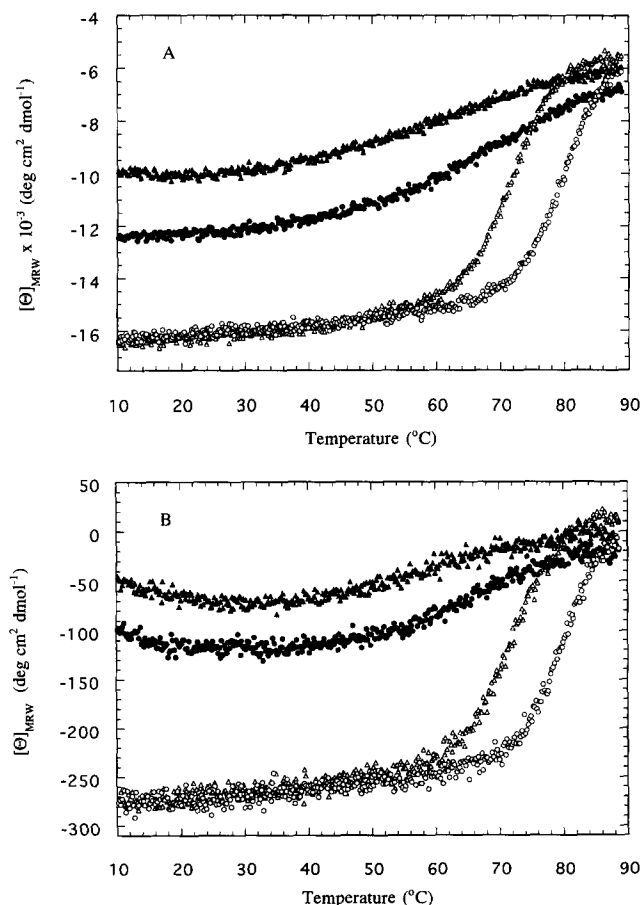 A
-4
-6
-8
-10
-12
-14
-16
[Θ]MRW x 10⁻³ (deg cm² dmol⁻¹)
10 20 30 40 50 60 70 80 90
Temperature (°C)
B
50
0
-50
-100
-150
-200
-250
-300
[Θ]MRW (deg cm² dmol⁻¹)
10 20 30 40 50 60 70 80 90
Temperature (°C)